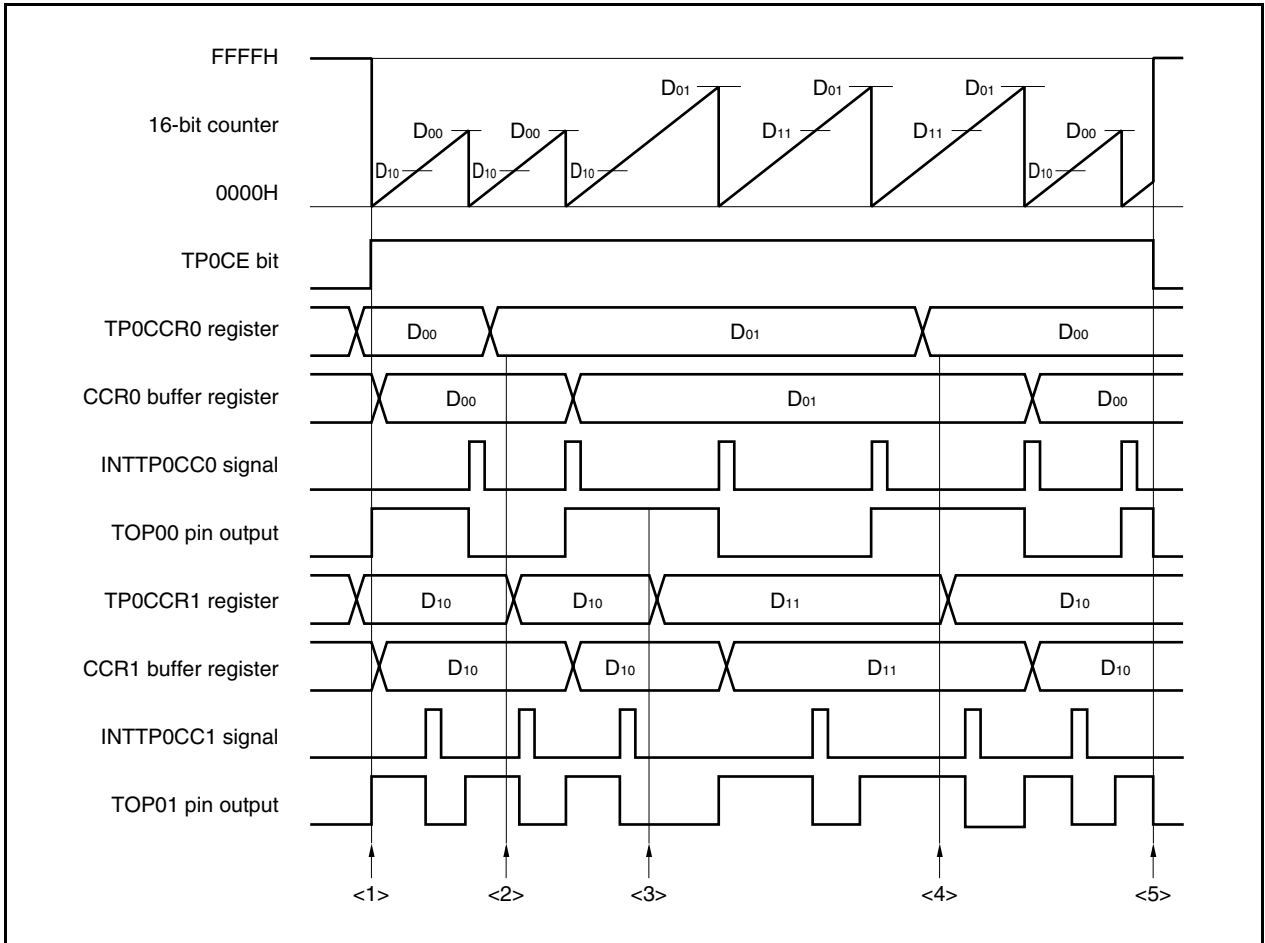 FFFFH
D01 D01 D01
16-bit counter
D00 D00 D11 D11 D00
D10 D10 D10 D10
0000H
TP0CE bit
TP0CCR0 register D00 D01 D00
CCR0 buffer register D00 D01 D00
INTTP0CC0 signal
TOP00 pin output
TP0CCR1 register D10 D10 D11 D10
CCR1 buffer register D10 D10 D11 D10
INTTP0CC1 signal
TOP01 pin output
<1> <2> <3> <4> <5>